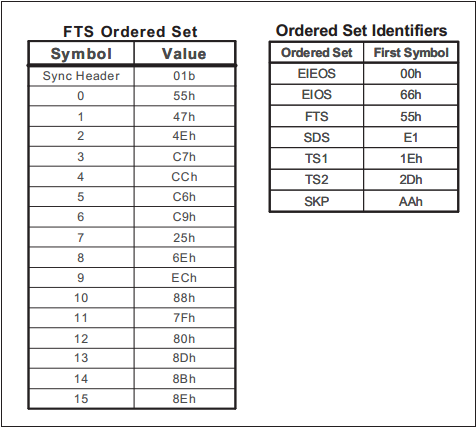 FTS Ordered Set
Symbol Value
Sync Header 01b
0 55h
1 47h
2 4Eh
3 C7h
4 CCh
5 C6h
6 C9h
7 25h
8 6Eh
9 ECh
10 88h
11 7Fh
12 80h
13 8Dh
14 8Bh
15 8Eh
Ordered Set Identifiers
Ordered Set First Symbol
EIEOS 00h
EIOS 66h
FTS 55h
SDS E1
TS1 1Eh
TS2 2Dh
SKP AAh